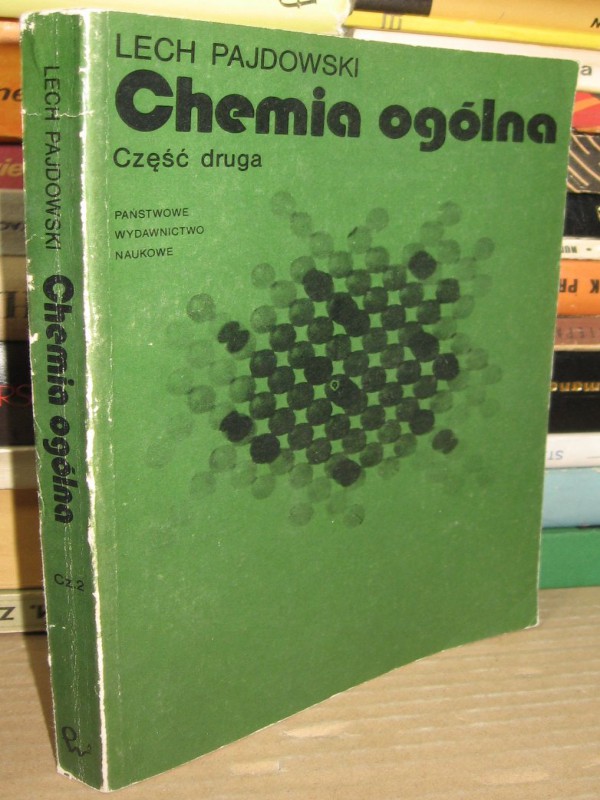 LECH PAJDOWSKI
Chemia ogólna
Część druga
PAŃSTWOWE
WYDAWNICTWO
NAUKOWE
LECH PAJDOWSKI
Chemia ogólna
Cz.2